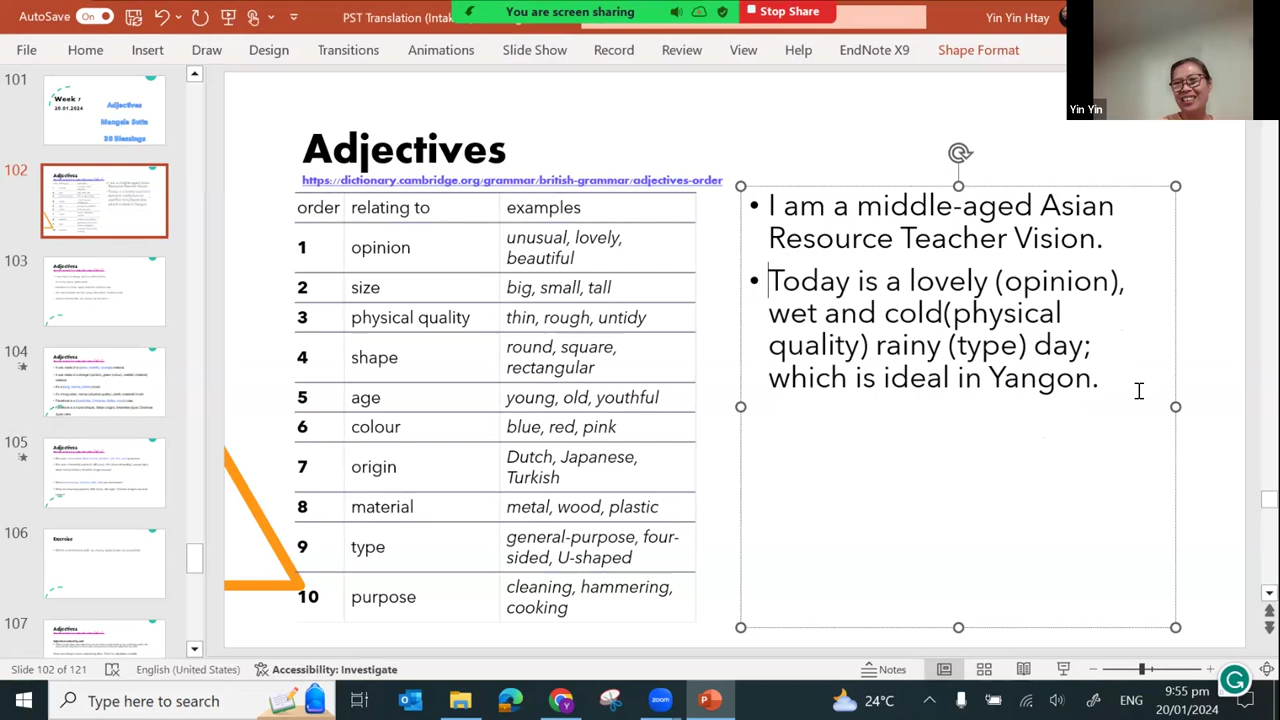 AutoSave
On
PST Translation (Intak
You are screen sharing
Stop Share
Yin Yin Htay
File Home Insert Draw Design Transitions Animations Slide Show Record Review View Help EndNote X9 Shape Format
Yin Yin
101
Week 7
20.01.2024
Adjectives
Mangala Sutta
38 Blessings
102
Adjectives
103
Adjectives
104
Adjectives
105
Adjectives
106
Exercise
107
Adjectives
Adjectives
https://dictionary.cambridge.org/grammar/british-grammar/adjectives-order
order relating to examples
1 opinion unusual, lovely,
beautiful
2 size big, small, tall
3 physical quality thin, rough, untidy
4 shape round, square,
rectangular
5 age young, old, youthful
6 colour blue, red, pink
7 origin Dutch, Japanese,
8 material metal, wood, plastic
9 type general-purpose, four-
sided, U-shaped
10 purpose cleaning, hammering,
cooking
• I am a middle-aged Asian
Resource Teacher Vision.
• Today is a lovely (opinion),
wet and cold(physical
quality) rainy (type) day;
which is ideal in Yangon.
Slide 102 of 121 English (United States) Accessibility: Investigate Notes
Type here to search
zoom
24°C
ENG
9:55 pm
20/01/2024